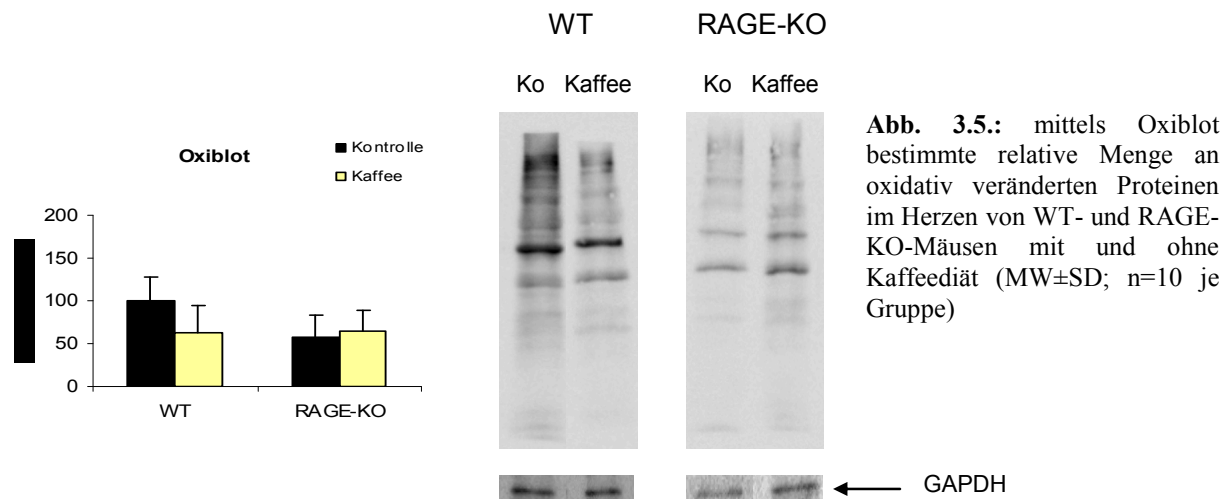 WT RAGE-KO
Ko Kaffee Ko Kaffee
Oxiblot
Kontrolle
Kaffee
200
150
100
50
0
WT RAGE-KO
GAPDH
Abb. 3.5.: mittels Oxiblot
bestimmte relative Menge an
oxidativ veränderten Proteinen
im Herzen von WT- und RAGE-
KO-Mäusen mit und ohne
Kaffeediät (MW±SD; n=10 je
Gruppe)